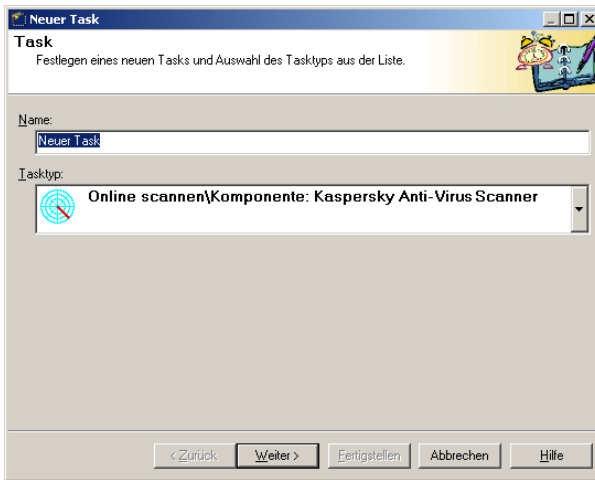 Neuer Task
Task
Festlegen eines neuen Tasks und Auswahl des Tasktyps aus der Liste.
Name:
Neuer Task
Tasktyp:
Online scannen\Komponente: Kaspersky Anti-Virus Scanner
< Zurück Weiter > Fertigstellen Abbrechen Hilfe